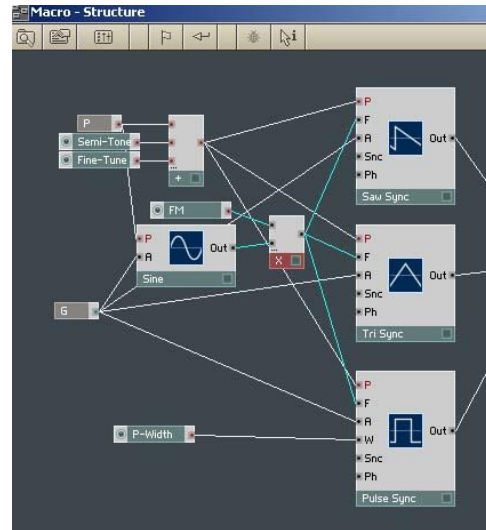 Macro - Structure
i
P
Semi-Tone
Fine-Tune
...
+
FM
P
A
Out
Sine
...
X
G
P-Width
P
F
A
Snc
Ph
Out
Saw Sync
P
F
A
Snc
Ph
Out
Tri Sync
P
F
A
W
Snc
Ph
Out
Pulse Sync